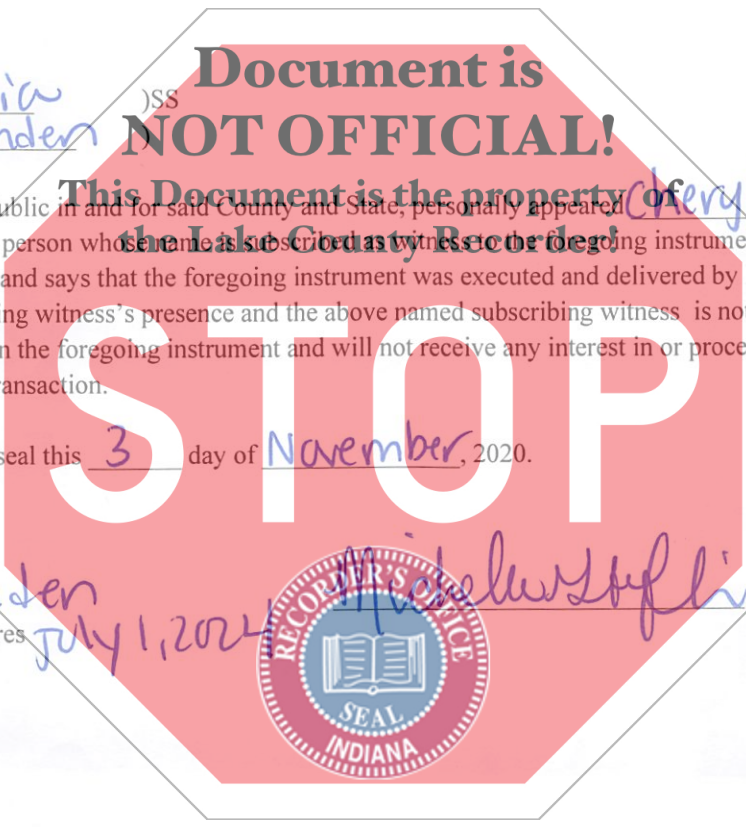 Document is
NOT OFFICIAL!
This Document is the property of
the Lake County Recorder!
)SS
ublic in and for said County and State, personally appeared Chery
person whose name is subscribed as witness to the foregoing instrume
and says that the foregoing instrument was executed and delivered by
ing witness's presence and the above named subscribing witness is no
n the foregoing instrument and will not receive any interest in or proce
ansaction.
STOP
seal this 3 day of November, 2020.
RECORDER'S OFFICE
SEAL
INDIANA
res July 1, 2024